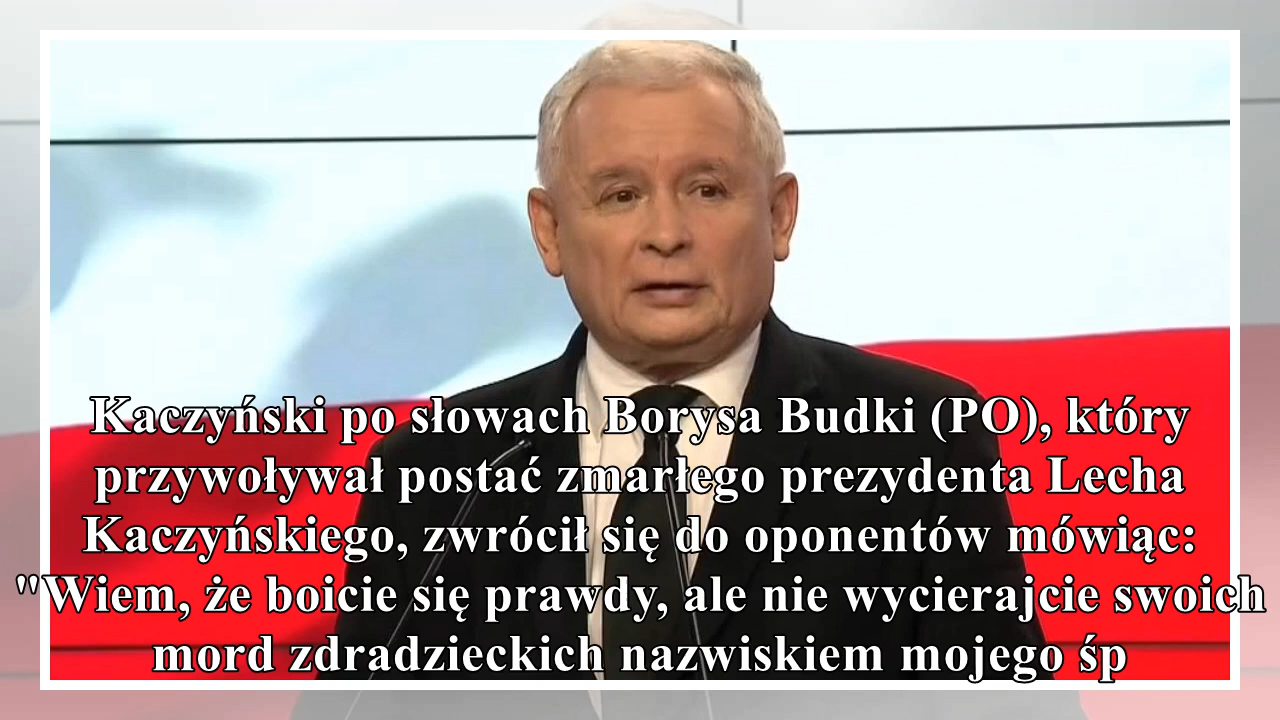 Kaczyński po słowach Borysa Budki (PO), który
przywoływał postać zmarłego prezydenta Lecha
Kaczyńskiego, zwrócił się do oponentów mówiąc:
"Wiem, że boicie się prawdy, ale nie wycierajcie swoich
mord zdradzieckich nazwiskiem mojego śp